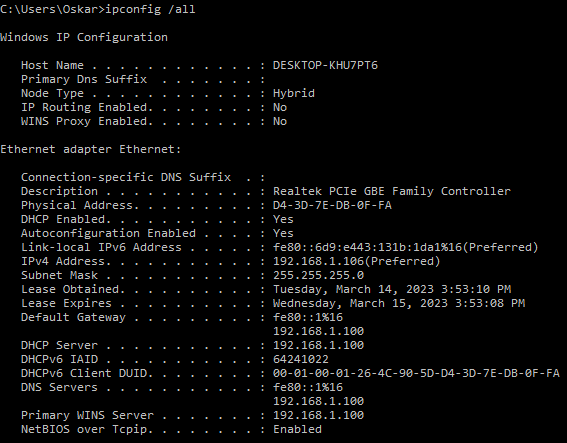 C:\Users\Oskar>ipconfig /all
Windows IP Configuration
Host Name . . . . . . . . . . . . : DESKTOP-KHU7PT6
Primary Dns Suffix  . . . . . . . :
Node Type . . . . . . . . . . . . : Hybrid
IP Routing Enabled. . . . . . . . : No
WINS Proxy Enabled. . . . . . . . : No
Ethernet adapter Ethernet:
Connection-specific DNS Suffix  . :
Description . . . . . . . . . . . : Realtek PCIe GBE Family Controller
Physical Address. . . . . . . . . : D4-3D-7E-DB-0F-FA
DHCP Enabled. . . . . . . . . . . : Yes
Autoconfiguration Enabled . . . . : Yes
Link-local IPv6 Address . . . . . : fe80::6d9:e443:131b:1da1%16(Preferred)
IPv4 Address. . . . . . . . . . . : 192.168.1.106(Preferred)
Subnet Mask . . . . . . . . . . . : 255.255.255.0
Lease Obtained. . . . . . . . . . : Tuesday, March 14, 2023 3:53:10 PM
Lease Expires . . . . . . . . . . : Wednesday, March 15, 2023 3:53:08 PM
Default Gateway . . . . . . . . . : fe80::1%16
192.168.1.100
DHCP Server . . . . . . . . . . . : 192.168.1.100
DHCPv6 IAID . . . . . . . . . . . : 64241022
DHCPv6 Client DUID. . . . . . . . : 00-01-00-01-26-4C-90-5D-D4-3D-7E-DB-0F-FA
DNS Servers . . . . . . . . . . . : fe80::1%16
192.168.1.100
Primary WINS Server . . . . . . . : 192.168.1.100
NetBIOS over Tcpip. . . . . . . . : Enabled